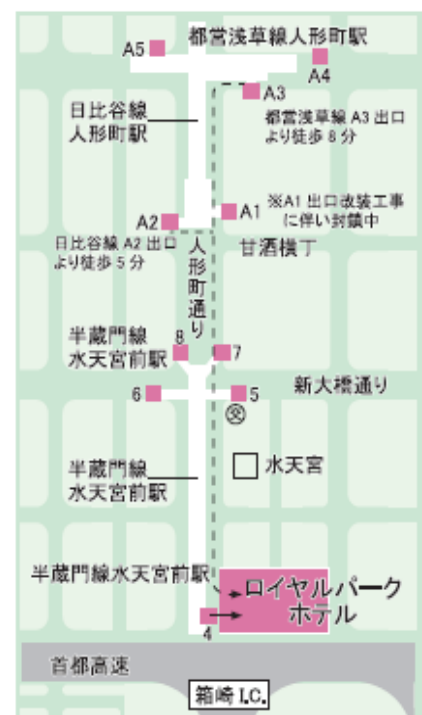 都営浅草線人形町駅
A5
A4
A3
日比谷線
人形町駅
都営浅草線 A3 出口
より徒歩 8 分
A1
※A1 出口改装工事
に伴い封鎖中
A2
日比谷線 A2 出口
より徒歩 5 分
人形町通り
甘酒横丁
半蔵門線
水天宮前駅
8
7
新大橋通り
6
5
交
水天宮
半蔵門線
水天宮前駅
半蔵門線水天宮前駅
ロイヤルパーク
ホテル
4
首都高速
箱崎 I.C.